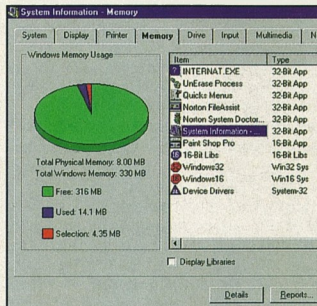 System Information - Memory
System Display Printer Memory Drive Input Multimedia N
Windows Memory Usage
Total Physical Memory: 8.00 MB
Total Windows Memory: 330 MB
Free: 316 MB
Used: 14.1 MB
Selection: 4.35 MB
Item Type
INTERNAT.EXE 32-Bit App
UnErase Process 32-Bit App
Quickis Menus 32-Bit App
Norton FileAssist 32-Bit App
Norton System Doctor... 32-Bit App
System Information - ... 32-Bit App
Paint Shop Pro 16-Bit App
16-Bit Libs 16-Bit Libs
Windows32 Win32 Sys
Windows16 Win16 Sys
Device Drivers System-32
Display Libraries
Details Reports...